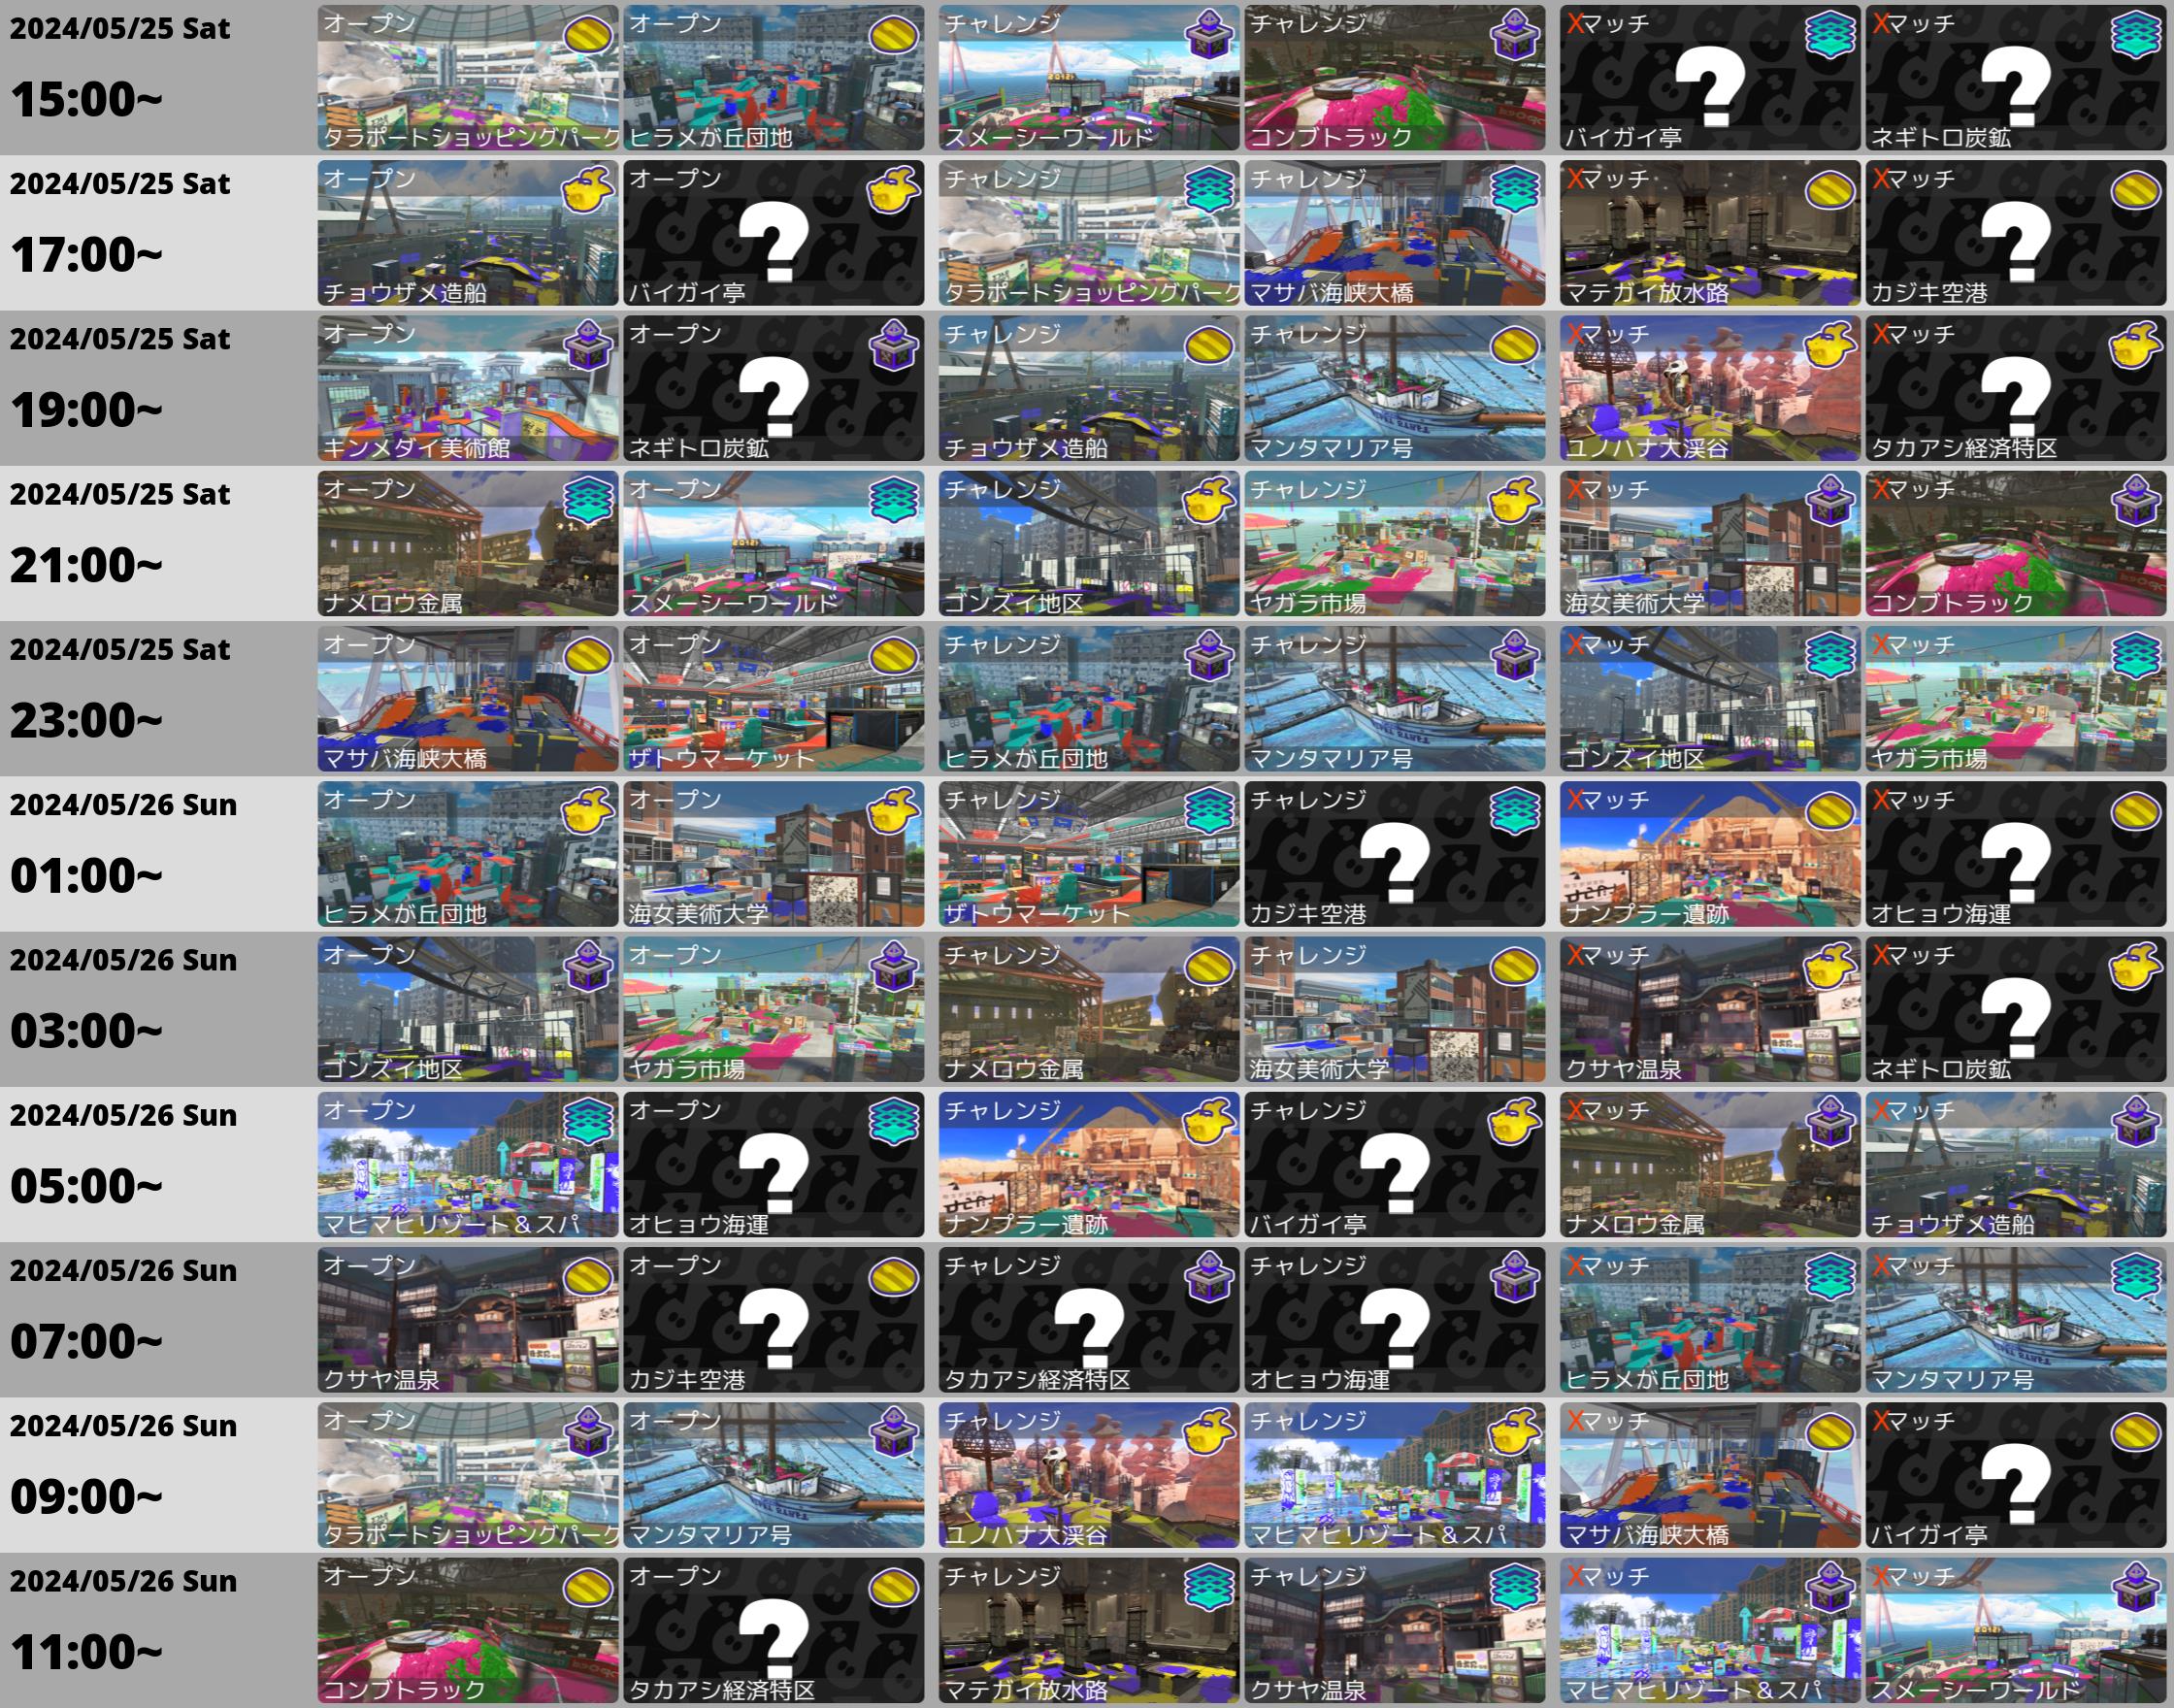 2024/05/25 Sat
15:00~
オープン
タラポートショッピングパーク
オープン
ヒラメが丘団地
チャレンジ
スメーシーワールド
チャレンジ
コンブトラック
Xマッチ
バイガイ亭
Xマッチ
ネギトロ炭鉱
2024/05/25 Sat
17:00~
オープン
チョウザメ造船
オープン
バイガイ亭
チャレンジ
タラポートショッピングパーク
チャレンジ
マサバ海峡大橋
Xマッチ
マテガイ放水路
Xマッチ
カジキ空港
2024/05/25 Sat
19:00~
オープン
キンメダイ美術館
オープン
ネギトロ炭鉱
チャレンジ
チョウザメ造船
チャレンジ
マンタマリア号
Xマッチ
ユノハナ大渓谷
Xマッチ
タカアシ経済特区
2024/05/25 Sat
21:00~
オープン
ナメロウ金属
オープン
スメーシーワールド
チャレンジ
ゴンズイ地区
チャレンジ
ヤガラ市場
Xマッチ
海女美術大学
Xマッチ
コンブトラック
2024/05/25 Sat
23:00~
オープン
マサバ海峡大橋
オープン
ザトウマーケット
チャレンジ
ヒラメが丘団地
チャレンジ
マンタマリア号
Xマッチ
ゴンズイ地区
Xマッチ
ヤガラ市場
2024/05/26 Sun
01:00~
オープン
ヒラメが丘団地
オープン
海女美術大学
チャレンジ
ザトウマーケット
チャレンジ
カジキ空港
Xマッチ
ナンプラー遺跡
Xマッチ
オヒョウ海運
2024/05/26 Sun
03:00~
オープン
ゴンズイ地区
オープン
ヤガラ市場
チャレンジ
ナメロウ金属
チャレンジ
海女美術大学
Xマッチ
クサヤ温泉
Xマッチ
ネギトロ炭鉱
2024/05/26 Sun
05:00~
オープン
マヒマヒリゾート＆スパ
オープン
オヒョウ海運
チャレンジ
ナンプラー遺跡
チャレンジ
バイガイ亭
Xマッチ
ナメロウ金属
Xマッチ
チョウザメ造船
2024/05/26 Sun
07:00~
オープン
クサヤ温泉
オープン
カジキ空港
チャレンジ
タカアシ経済特区
チャレンジ
オヒョウ海運
Xマッチ
ヒラメが丘団地
Xマッチ
マンタマリア号
2024/05/26 Sun
09:00~
オープン
タラポートショッピングパーク
オープン
マンタマリア号
チャレンジ
ユノハナ大渓谷
チャレンジ
マヒマヒリゾート＆スパ
Xマッチ
マサバ海峡大橋
Xマッチ
バイガイ亭
2024/05/26 Sun
11:00~
オープン
コンブトラック
オープン
タカアシ経済特区
チャレンジ
マテガイ放水路
チャレンジ
クサヤ温泉
Xマッチ
マヒマヒリゾート＆スパ
Xマッチ
スメーシーワールド